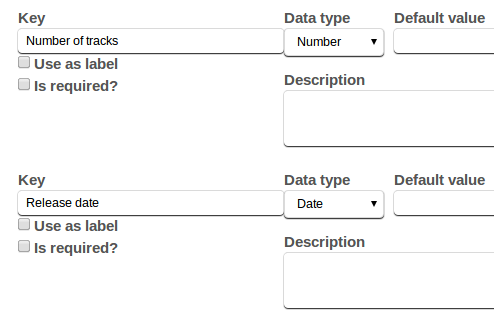 Key Data type Default value
Number of tracks Number
Use as label
Is required? Description
Key Data type Default value
Release date Date
Use as label
Is required? Description